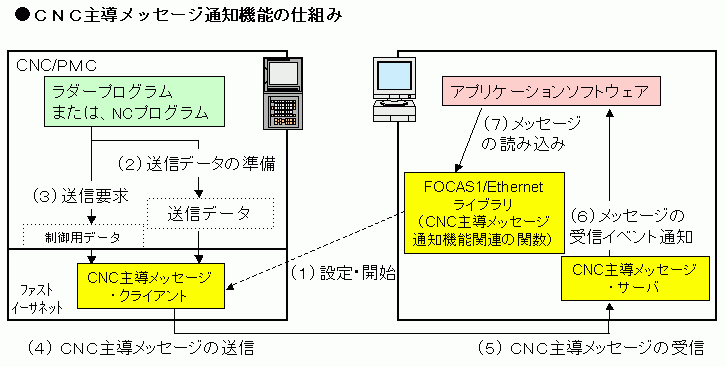 ●ＣＮＣ主導メッセージ通知機能の仕組み
CNC/PMC
ラダープログラム
または、NCプログラム
(2)送信データの準備
(3)送信要求
送信データ
制御用データ
CNC主導メッセージ
・クライアント
ファスト
イーサネット
(1)設定・開始
(4) CNC主導メッセージの送信
アプリケーションソフトウェア
(7)メッセージ
の読み込み
FOCAS1/Ethernet
ライブラリ
(CNC主導メッセージ
通知機能関連の関数)
(6)メッセージの
受信イベント通知
CNC主導メッセージ
・サーバ
(5) CNC主導メッセージの受信